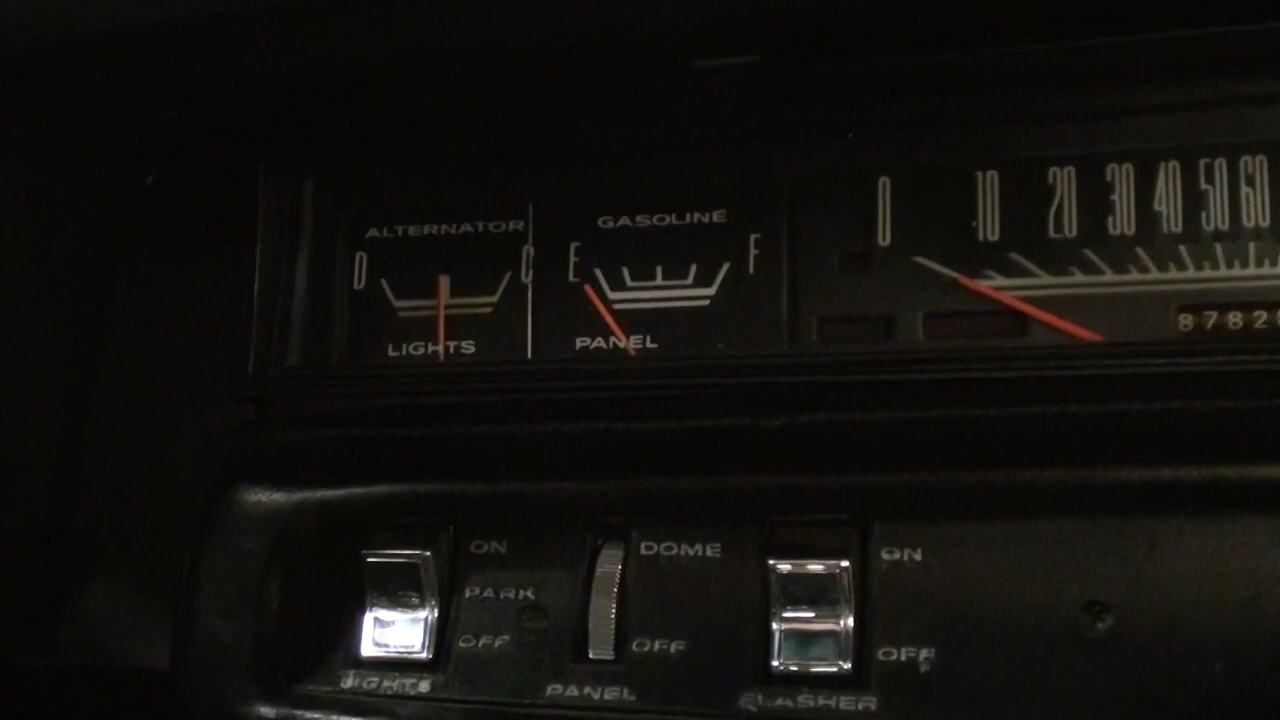 ALTERNATOR
D C
LIGHTS
GASOLINE
E F
PANEL
0 10 20 30 40 50 60
8782
ON
PARK
OFF
LIGHTS
DOME
OFF
PANEL
ON
OFF
FLASHER